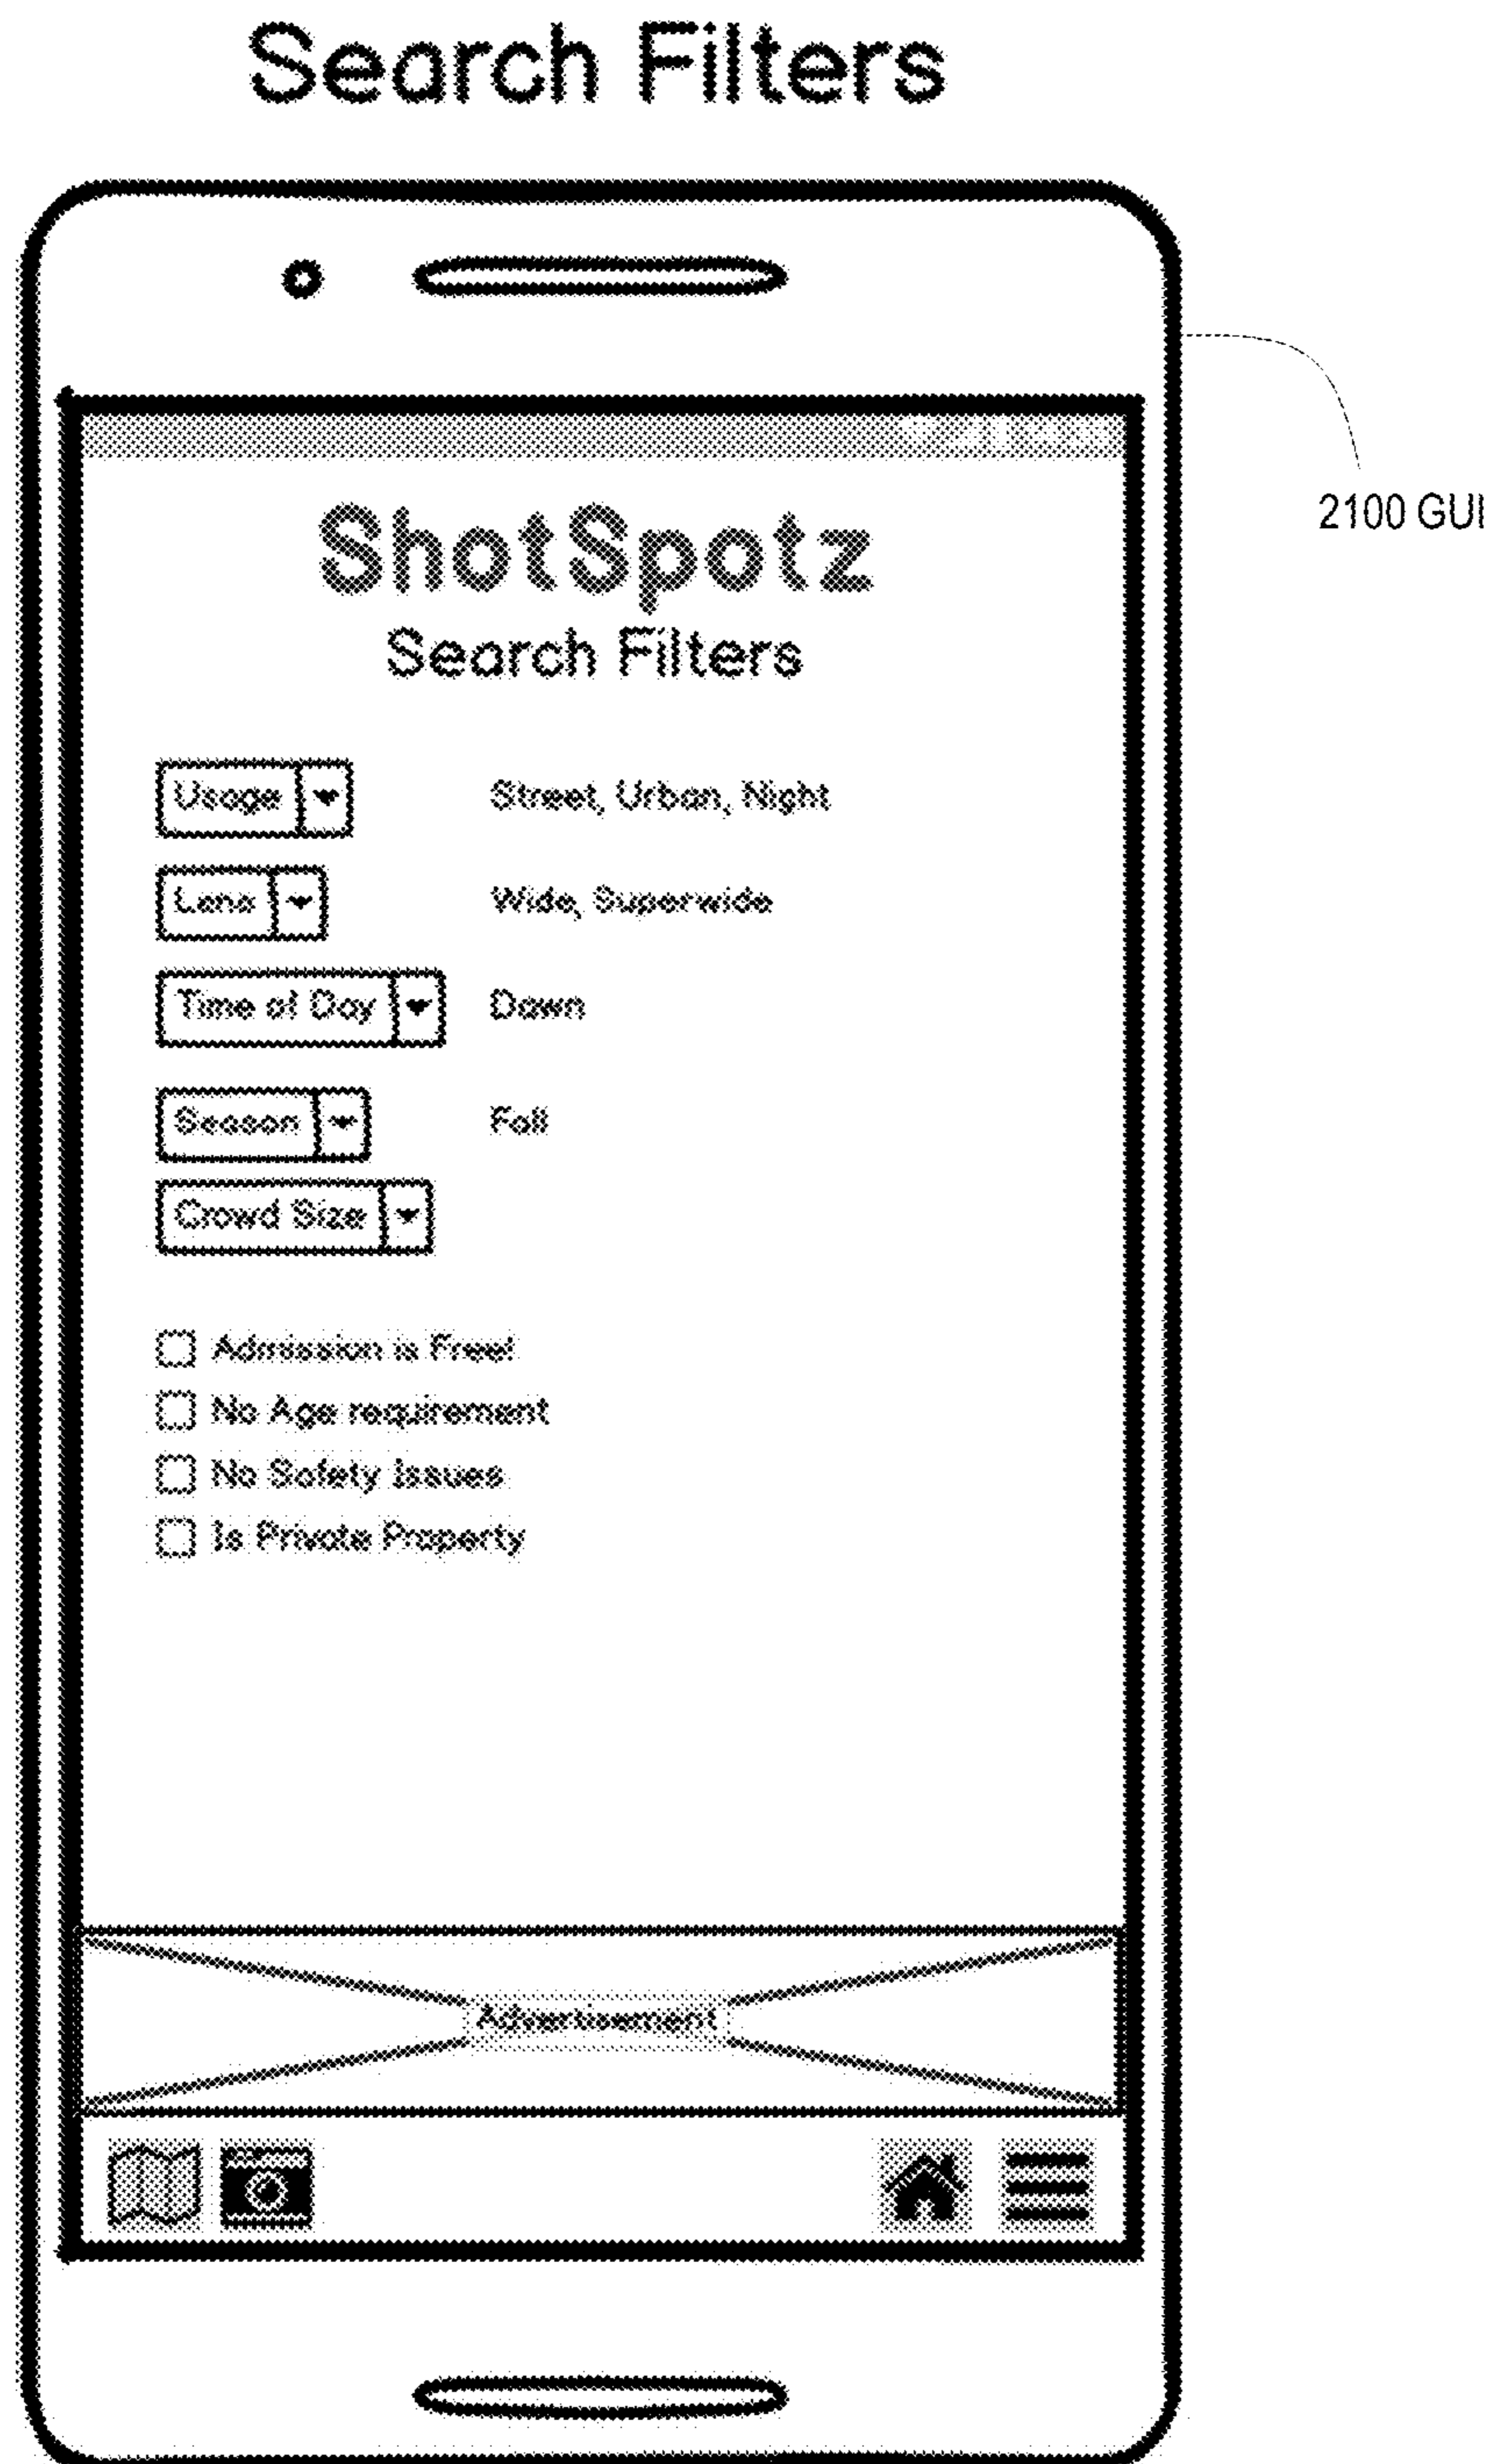 Search Filters
2100 GUI
ShotSpotz
Search Filters
Usage Street, Urban, Night
Lens Wide, Superwide
Time of Day Dawn
Season Fall
Crowd Size
Admission is Free!
No Age requirement
No Safety Issues
Is Private Property
Advertisement